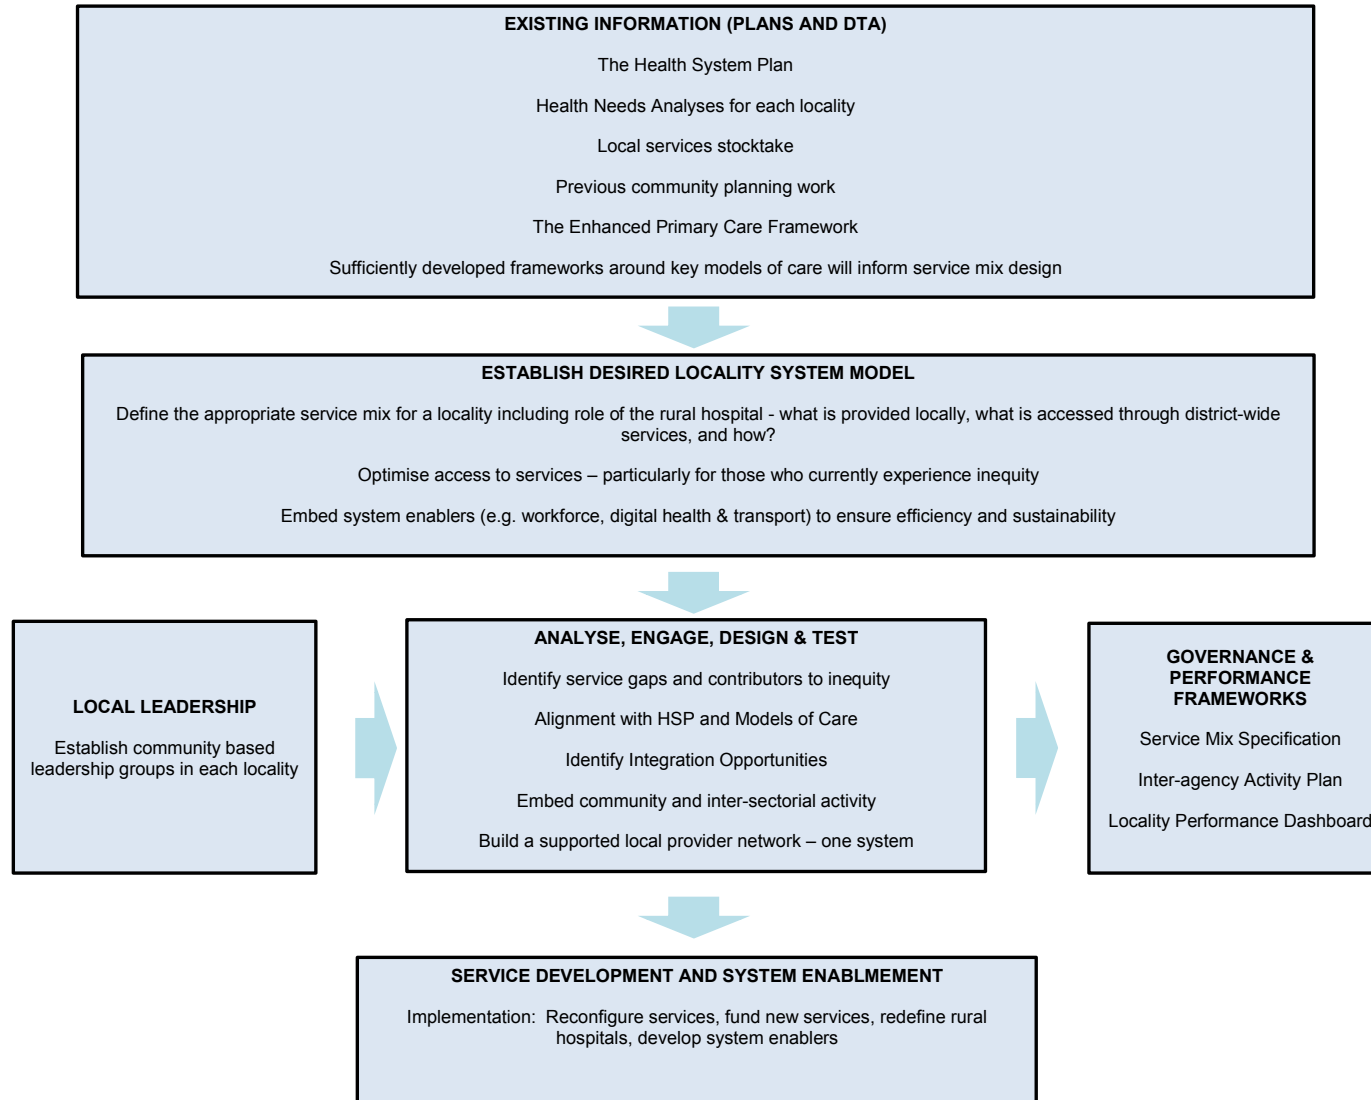 EXISTING INFORMATION (PLANS AND DTA)
The Health System Plan
Health Needs Analyses for each locality
Local services stocktake
Previous community planning work
The Enhanced Primary Care Framework
Sufficiently developed frameworks around key models of care will inform service mix design
ESTABLISH DESIRED LOCALITY SYSTEM MODEL
Define the appropriate service mix for a locality including role of the rural hospital - what is provided locally, what is accessed through district-wide
services, and how?
Optimise access to services – particularly for those who currently experience inequity
Embed system enablers (e.g. workforce, digital health & transport) to ensure efficiency and sustainability
LOCAL LEADERSHIP
Establish community based
leadership groups in each locality
ANALYSE, ENGAGE, DESIGN & TEST
Identify service gaps and contributors to inequity
Alignment with HSP and Models of Care
Identify Integration Opportunities
Embed community and inter-sectorial activity
Build a supported local provider network – one system
GOVERNANCE &
PERFORMANCE
FRAMEWORKS
Service Mix Specification
Inter-agency Activity Plan
Locality Performance Dashboard
SERVICE DEVELOPMENT AND SYSTEM ENABLMEMENT
Implementation:  Reconfigure services, fund new services, redefine rural
hospitals, develop system enablers